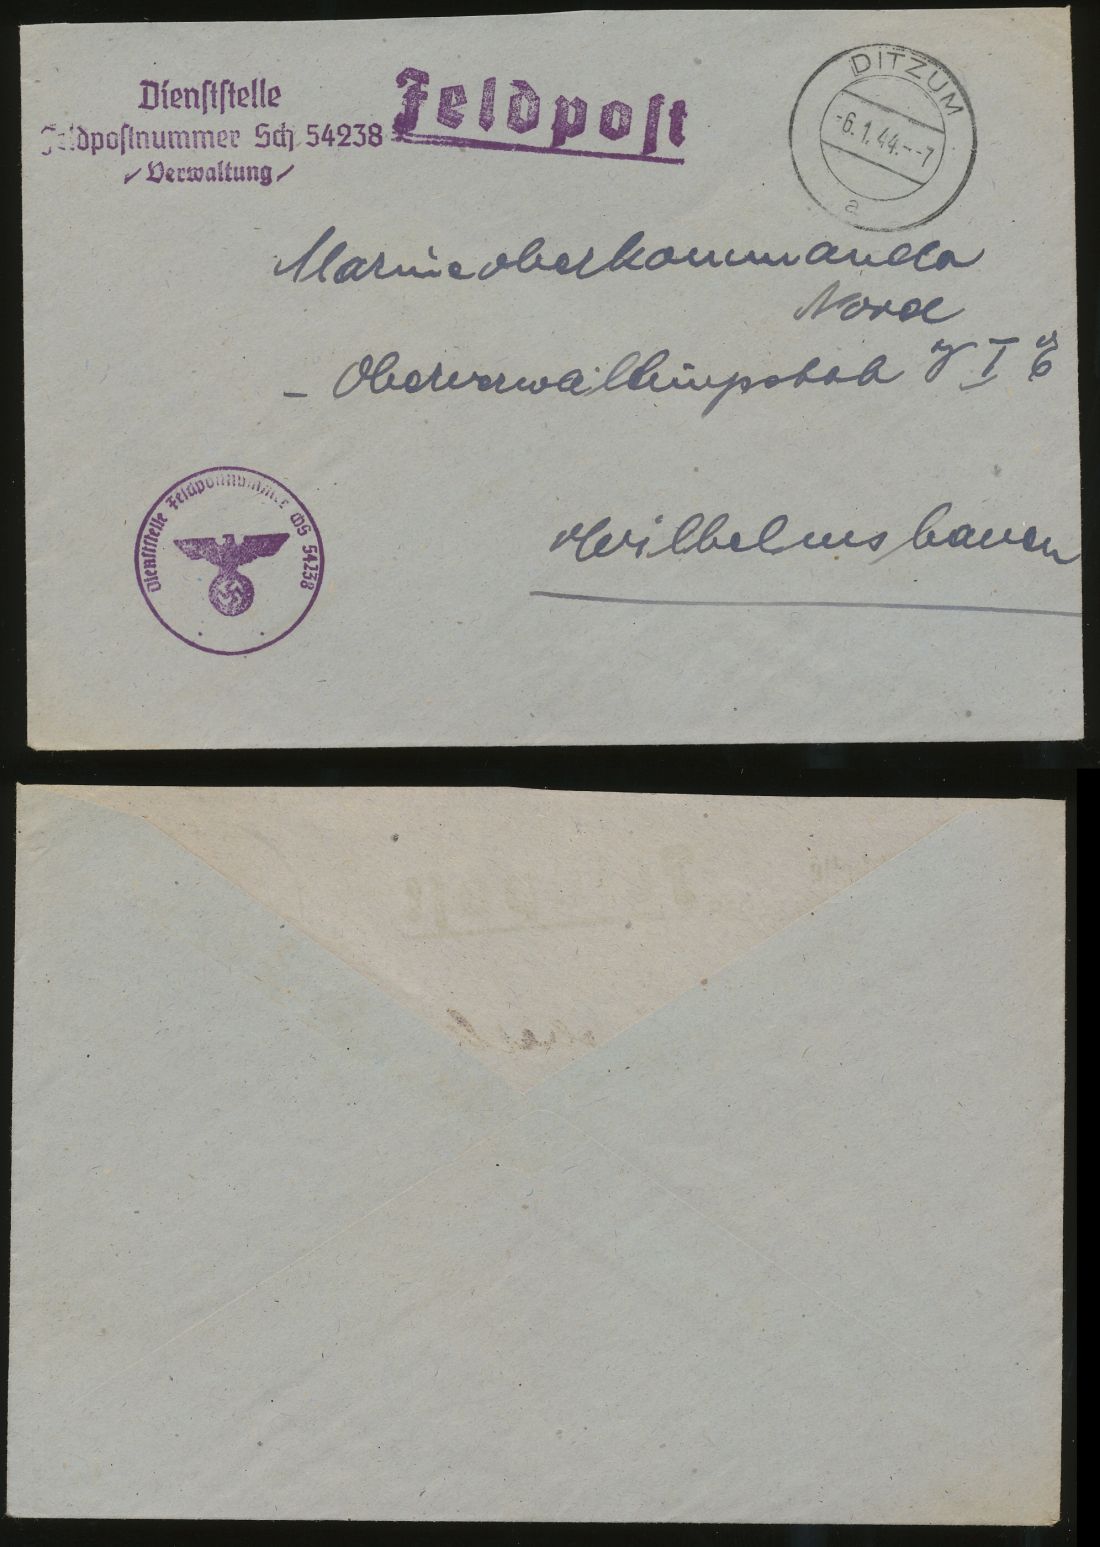 Dienststelle
Feldpostnummer Sch 54238
Verwaltung
Feldpost
DITZUM
-6.1.44.--7
a
Marineoberkommando
Nord
- Oberverwaltungsstab I
Wilhelmshaven
Dienststelle Feldpostnummer 54238